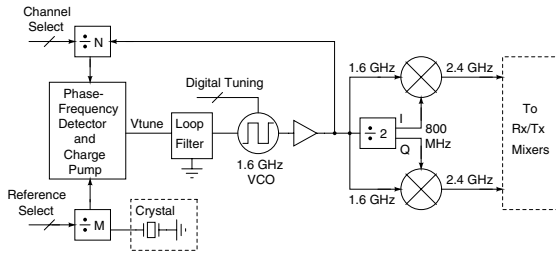 Channel
Select
÷ N
Phase-
Frequency
Detector
and
Charge
Pump
Vtune
Loop
Filter
Digital Tuning
1.6 GHz
VCO
1.6 GHz
2.4 GHz
÷ 2
I
Q
800
MHz
1.6 GHz
2.4 GHz
To
Rx/Tx
Mixers
Reference
Select
÷ M
Crystal